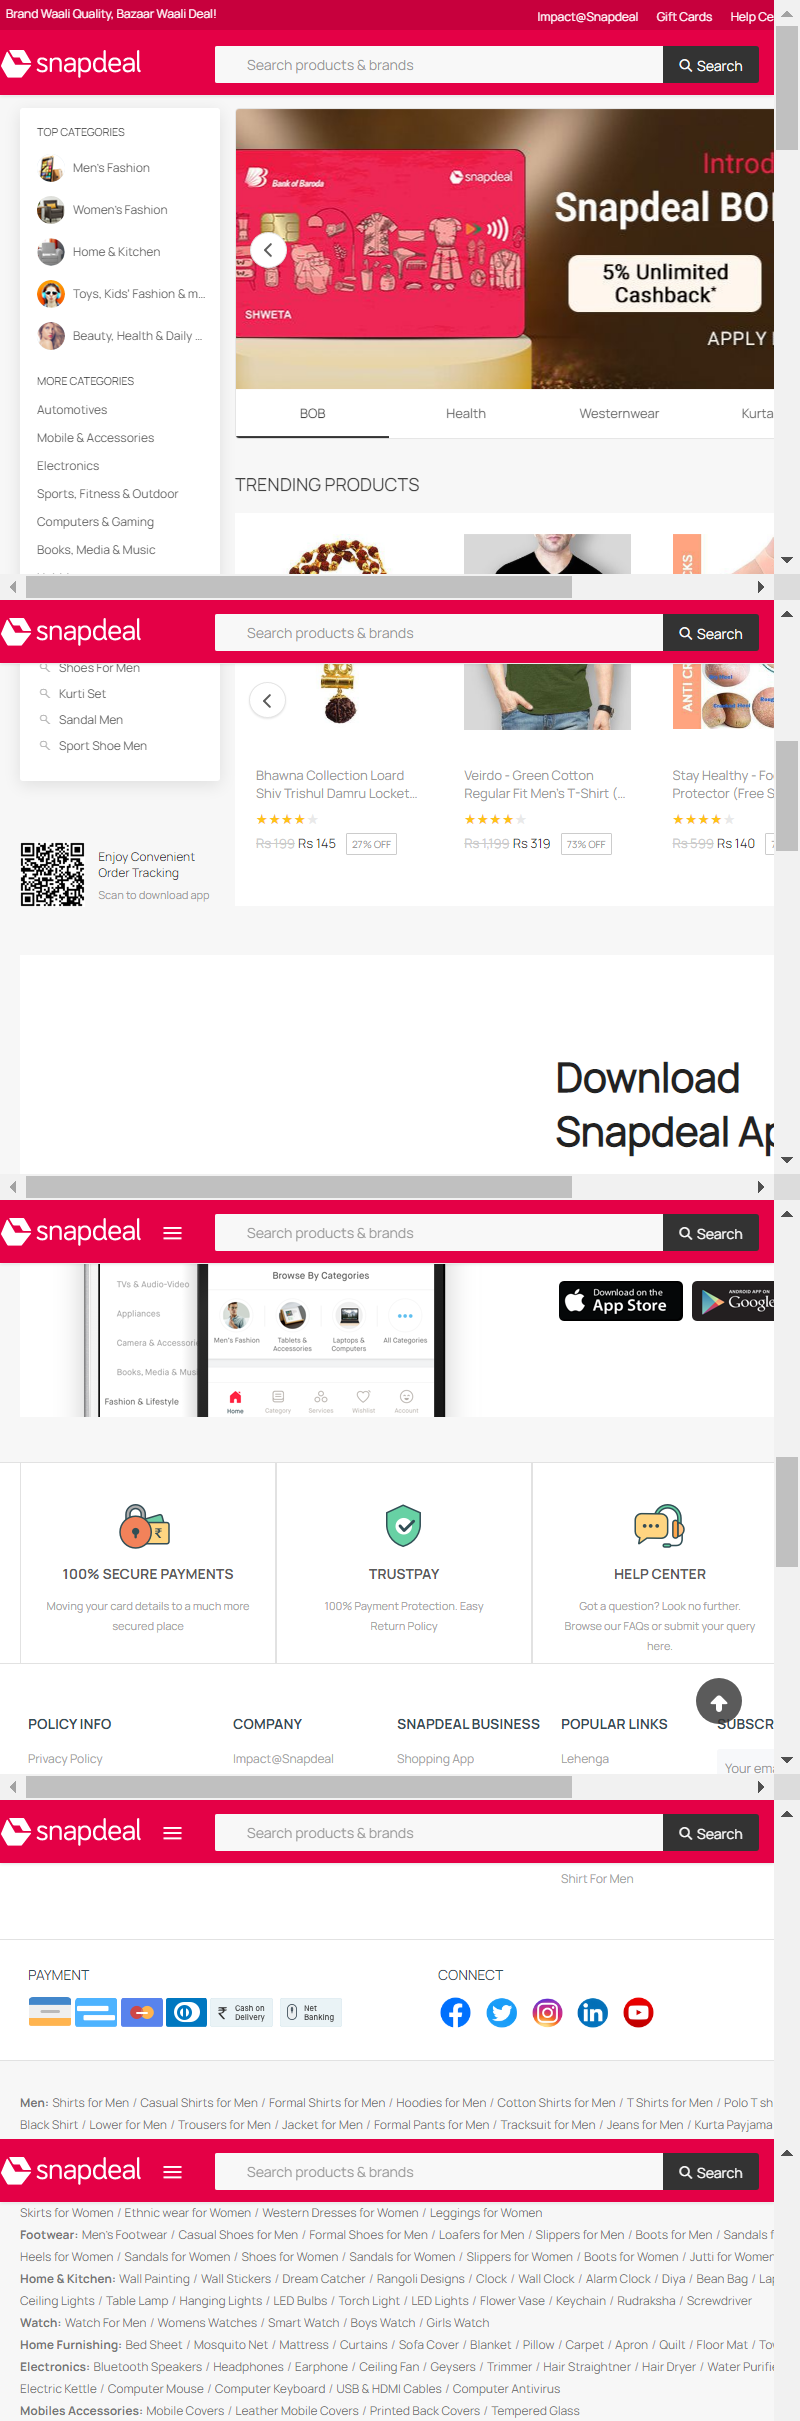 Brand Waali Quality, Bazaar Waali Deal!
Impact@Snapdeal Gift Cards Help Ce
snapdeal Search products & brands Search
TOP CATEGORIES
Men's Fashion
Women's Fashion
Home & Kitchen
Toys, Kids' Fashion & m...
Beauty, Health & Daily ...
MORE CATEGORIES
Automotives
Mobile & Accessories
Electronics
Sports, Fitness & Outdoor
Computers & Gaming
Books, Media & Music
Bank of Baroda
snapdeal
SHWETA
Introd
Snapdeal BO
5% Unlimited
Cashback*
APPLY
BOB Health Westernwear Kurta
TRENDING PRODUCTS
CKS
snapdeal Search products & brands Search
Shoes For Men
Kurti Set
Sandal Men
Sport Shoe Men
ANTI CR
Bhawna Collection Loard
Shiv Trishul Damru Locket...
Rs 199 Rs 145 27% OFF
Veirdo - Green Cotton
Regular Fit Men's T-Shirt (...
Rs 1,199 Rs 319 73% OFF
Stay Healthy - Fo
Protector (Free S
Rs 599 Rs 140
Enjoy Convenient
Order Tracking
Scan to download app
Download
Snapdeal Ap
snapdeal Search products & brands Search
TVs & Audio-Video
Appliances
Camera & Accessori
Books, Media & Mus
Fashion & Lifestyle
Browse By Categories
Men's Fashion
Tablets &
Accessories
Laptops &
Computers
All Categories
Home Category Services Wishlist Account
Download on the
App Store
ANDROID APP ON
Google
100% SECURE PAYMENTS
Moving your card details to a much more
secured place
TRUSTPAY
100% Payment Protection. Easy
Return Policy
HELP CENTER
Got a question? Look no further.
Browse our FAQs or submit your query
here.
POLICY INFO COMPANY SNAPDEAL BUSINESS POPULAR LINKS SUBSCR
Privacy Policy Impact@Snapdeal Shopping App Lehenga Your ema
snapdeal Search products & brands Search
Shirt For Men
PAYMENT
Cash on
Delivery
Net
Banking
CONNECT
Men: Shirts for Men / Casual Shirts for Men / Formal Shirts for Men / Hoodies for Men / Cotton Shirts for Men / T Shirts for Men / Polo T sh
Black Shirt / Lower for Men / Trousers for Men / Jacket for Men / Formal Pants for Men / Tracksuit for Men / Jeans for Men / Kurta Payjama
snapdeal Search products & brands Search
Skirts for Women / Ethnic wear for Women / Western Dresses for Women / Leggings for Women
Footwear: Men's Footwear / Casual Shoes for Men / Formal Shoes for Men / Loafers for Men / Slippers for Men / Boots for Men / Sandals f
Heels for Women / Sandals for Women / Shoes for Women / Sandals for Women / Slippers for Women / Boots for Women / Jutti for Women
Home & Kitchen: Wall Painting / Wall Stickers / Dream Catcher / Rangoli Designs / Clock / Wall Clock / Alarm Clock / Diya / Bean Bag / Lap
Ceiling Lights / Table Lamp / Hanging Lights / LED Bulbs / Torch Light / LED Lights / Flower Vase / Keychain / Rudraksha / Screwdriver
Watch: Watch For Men / Womens Watches / Smart Watch / Boys Watch / Girls Watch
Home Furnishing: Bed Sheet / Mosquito Net / Mattress / Curtains / Sofa Cover / Blanket / Pillow / Carpet / Apron / Quilt / Floor Mat / To
Electronics: Bluetooth Speakers / Headphones / Earphone / Ceiling Fan / Geysers / Trimmer / Hair Straightner / Hair Dryer / Water Purifie
Electric Kettle / Computer Mouse / Computer Keyboard / USB & HDMI Cables / Computer Antivirus
Mobiles Accessories: Mobile Covers / Leather Mobile Covers / Printed Back Covers / Tempered Glass